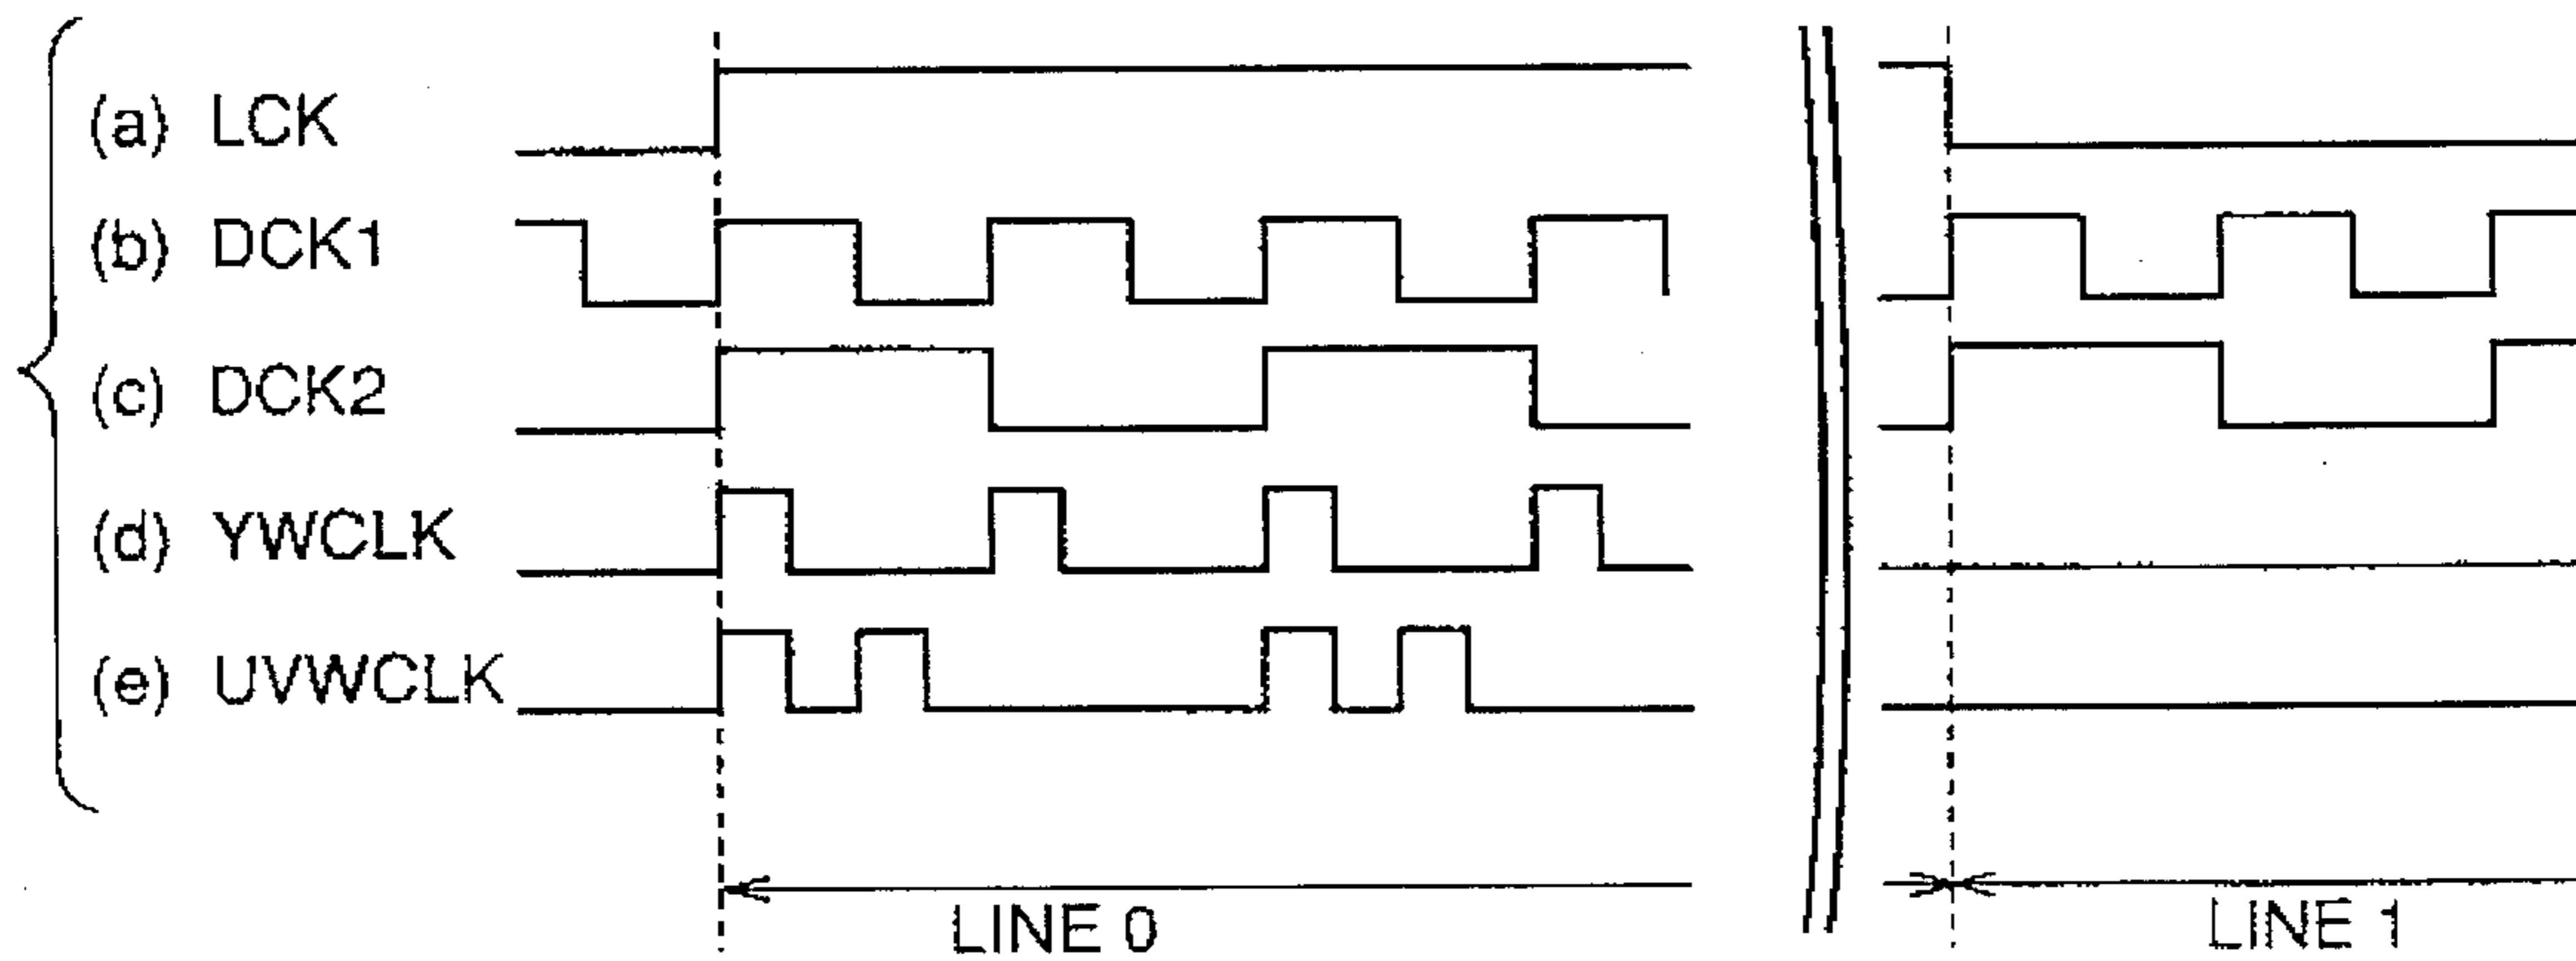 (a) LCK
(b) DCK1
(c) DCK2
(d) YWCLK
(e) UVWCLK
LINE 0 LINE 1